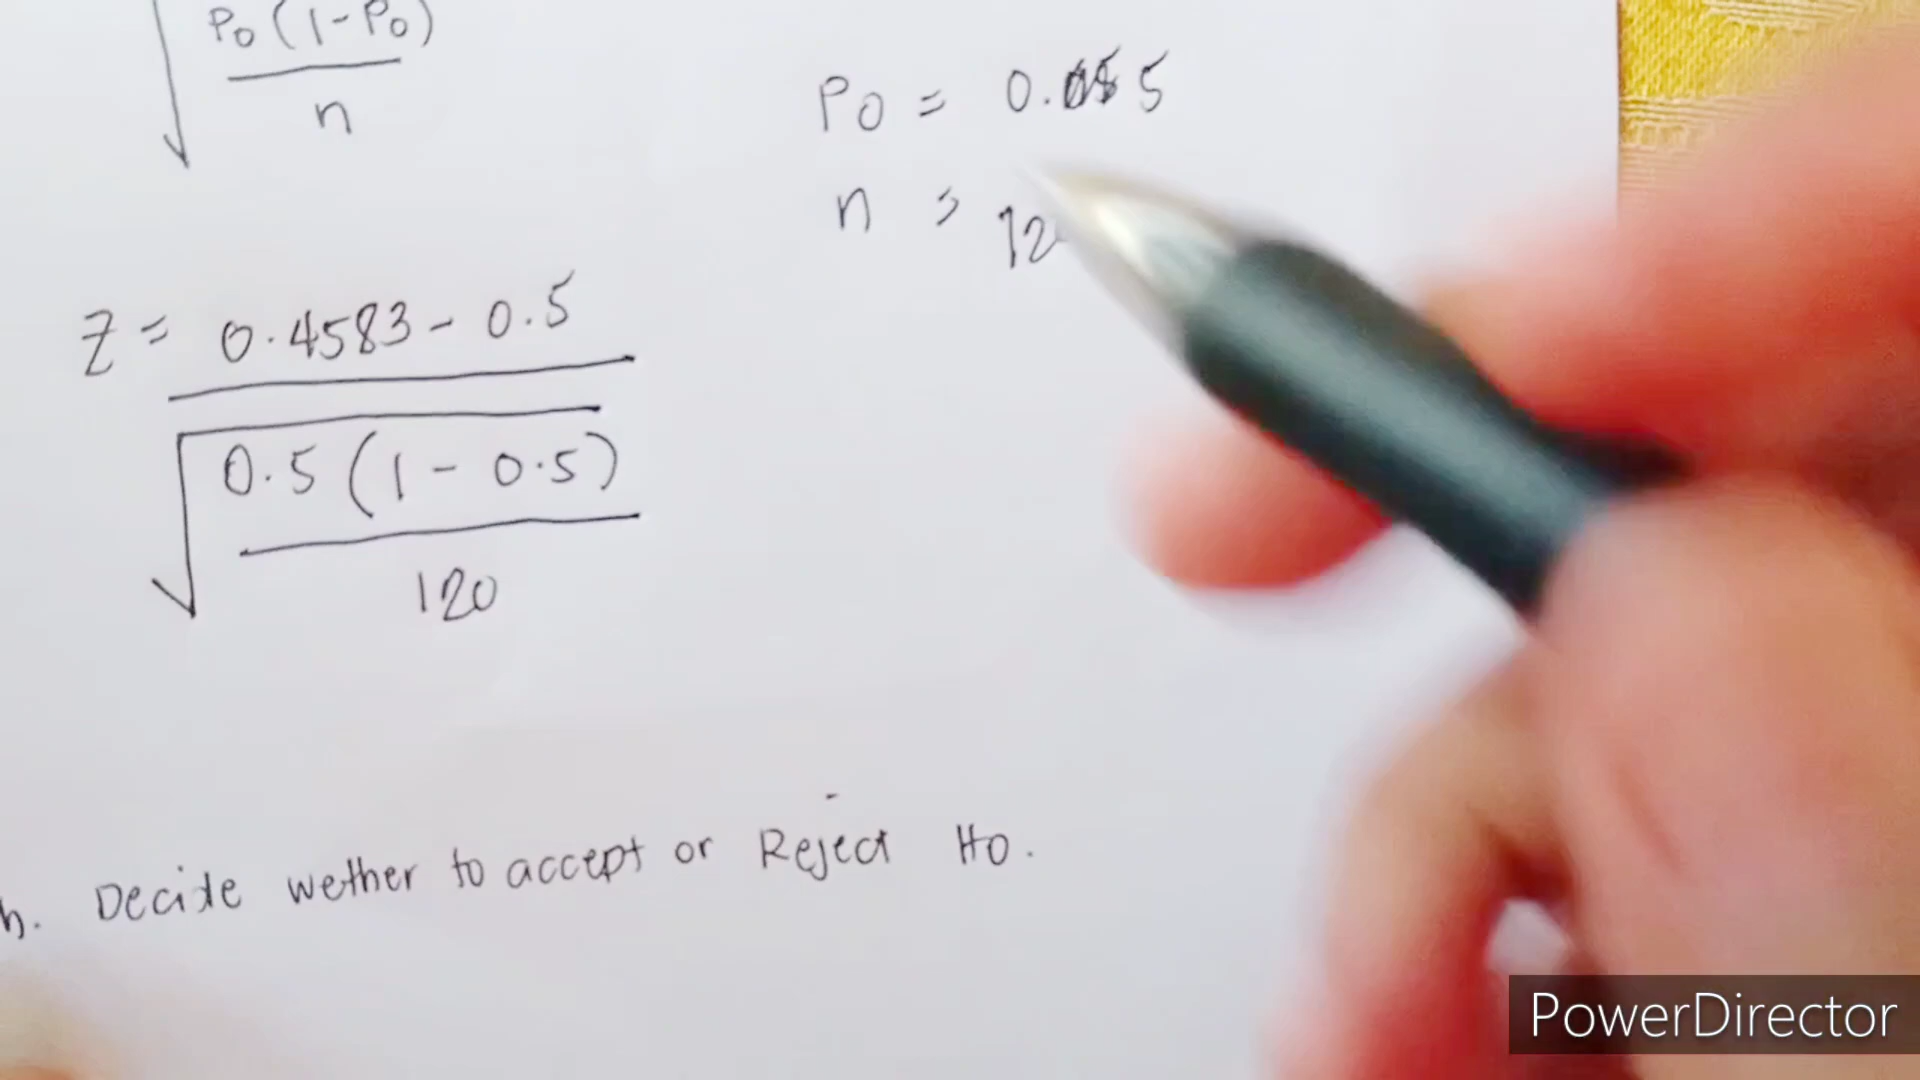 P0 (1-P0)
n
P0 = 0.5
n =
Z = 0.4583 - 0.5
0.5 (1 - 0.5)
120
h. Decide wether to accept or Reject Ho.
PowerDirector